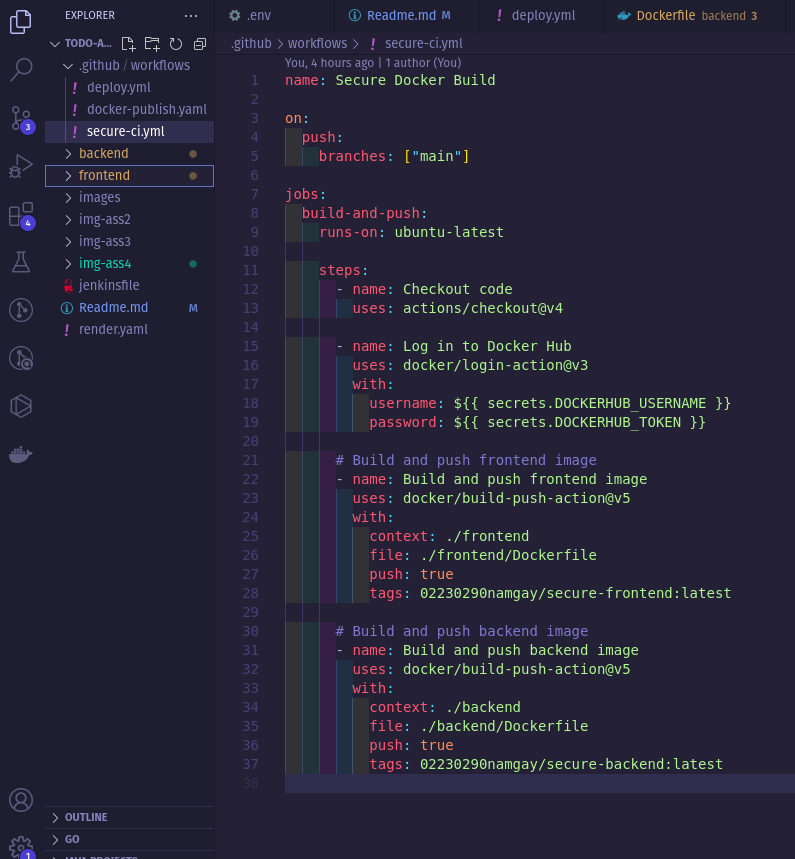 EXPLORER
TODO-A...
.github / workflows
deploy.yml
docker-publish.yaml
secure-ci.yml
backend
frontend
images
img-ass2
img-ass3
img-ass4
jenkinsfile
Readme.md M
render.yaml
OUTLINE
GO
JAVA PROJECTS
3
4
1
.env
Readme.md M
deploy.yml
Dockerfile backend 3
.github > workflows > secure-ci.yml
You, 4 hours ago | 1 author (You)
1 name: Secure Docker Build
2
3 on:
4 push:
5 branches: ["main"]
6
7 jobs:
8 build-and-push:
9 runs-on: ubuntu-latest
10
11 steps:
12 - name: Checkout code
13 uses: actions/checkout@v4
14
15 - name: Log in to Docker Hub
16 uses: docker/login-action@v3
17 with:
18 username: ${{ secrets.DOCKERHUB_USERNAME }}
19 password: ${{ secrets.DOCKERHUB_TOKEN }}
20
21 # Build and push frontend image
22 - name: Build and push frontend image
23 uses: docker/build-push-action@v5
24 with:
25 context: ./frontend
26 file: ./frontend/Dockerfile
27 push: true
28 tags: 02230290namgay/secure-frontend:latest
29
30 # Build and push backend image
31 - name: Build and push backend image
32 uses: docker/build-push-action@v5
33 with:
34 context: ./backend
35 file: ./backend/Dockerfile
36 push: true
37 tags: 02230290namgay/secure-backend:latest
38